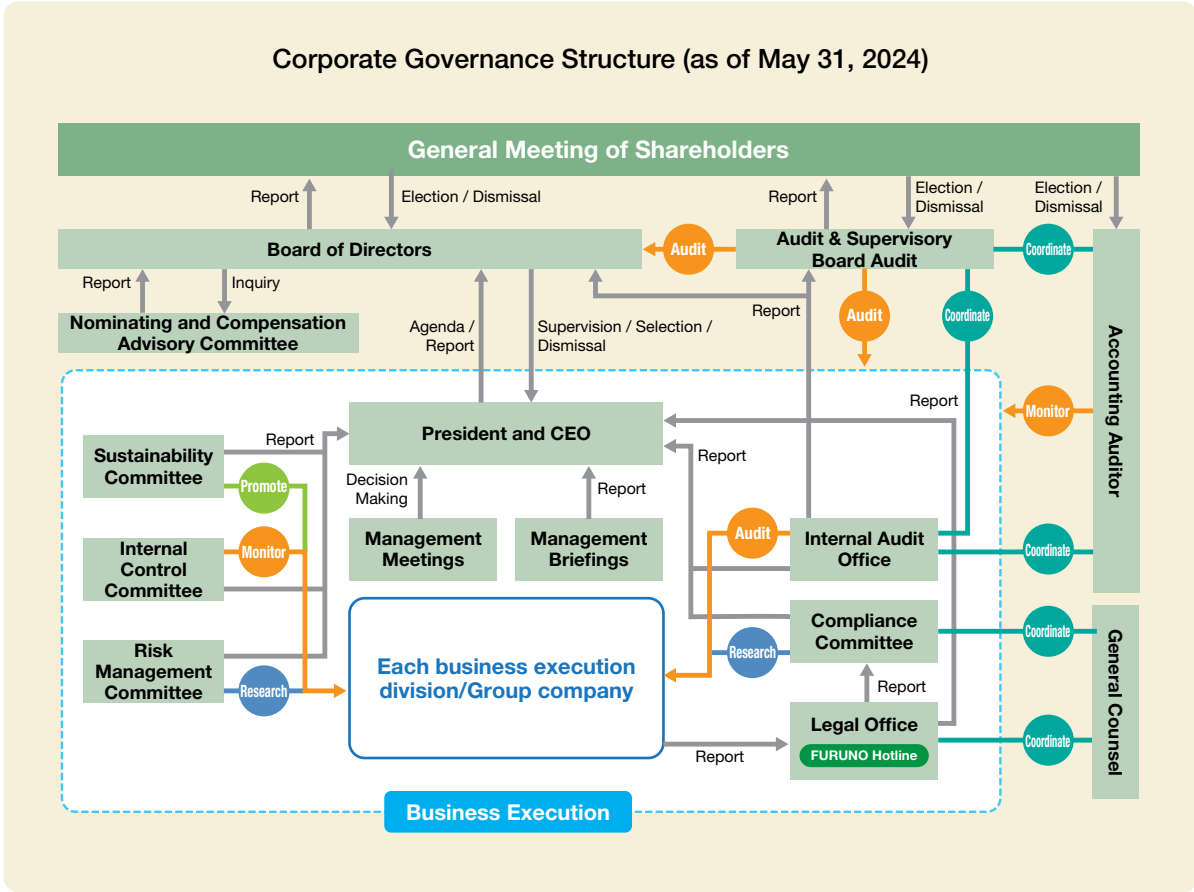 Corporate Governance Structure (as of May 31, 2024)
General Meeting of Shareholders
Report
Election / Dismissal
Report
Election /
Dismissal
Election /
Dismissal
Board of Directors
Audit
Audit & Supervisory
Board Audit
Coordinate
Report
Inquiry
Nominating and Compensation
Advisory Committee
Agenda /
Report
Supervision / Selection /
Dismissal
Report
Audit
Coordinate
Accounting Auditor
Monitor
Report
President and CEO
Sustainability
Committee
Report
Promote
Decision
Making
Report
Report
Management
Meetings
Management
Briefings
Audit
Internal Audit
Office
Coordinate
Internal
Control
Committee
Monitor
Compliance
Committee
Coordinate
General Counsel
Risk
Management
Committee
Research
Each business execution
division/Group company
Research
Report
Legal Office
FURUNO Hotline
Coordinate
Report
Business Execution